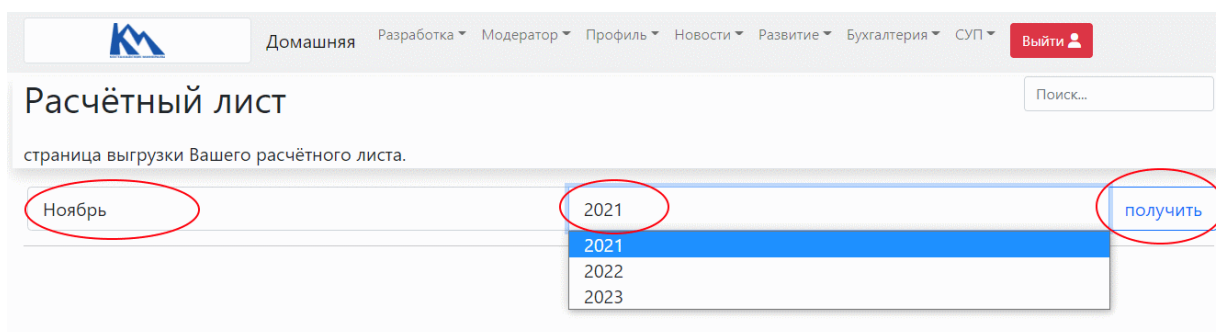 КМ
Домашняя Разработка Модератор Профиль Новости Развитие Бухгалтерия СУП Выйти
Расчётный лист
Поиск...
страница выгрузки Вашего расчётного листа.
Ноябрь 2021 получить
2021
2022
2023